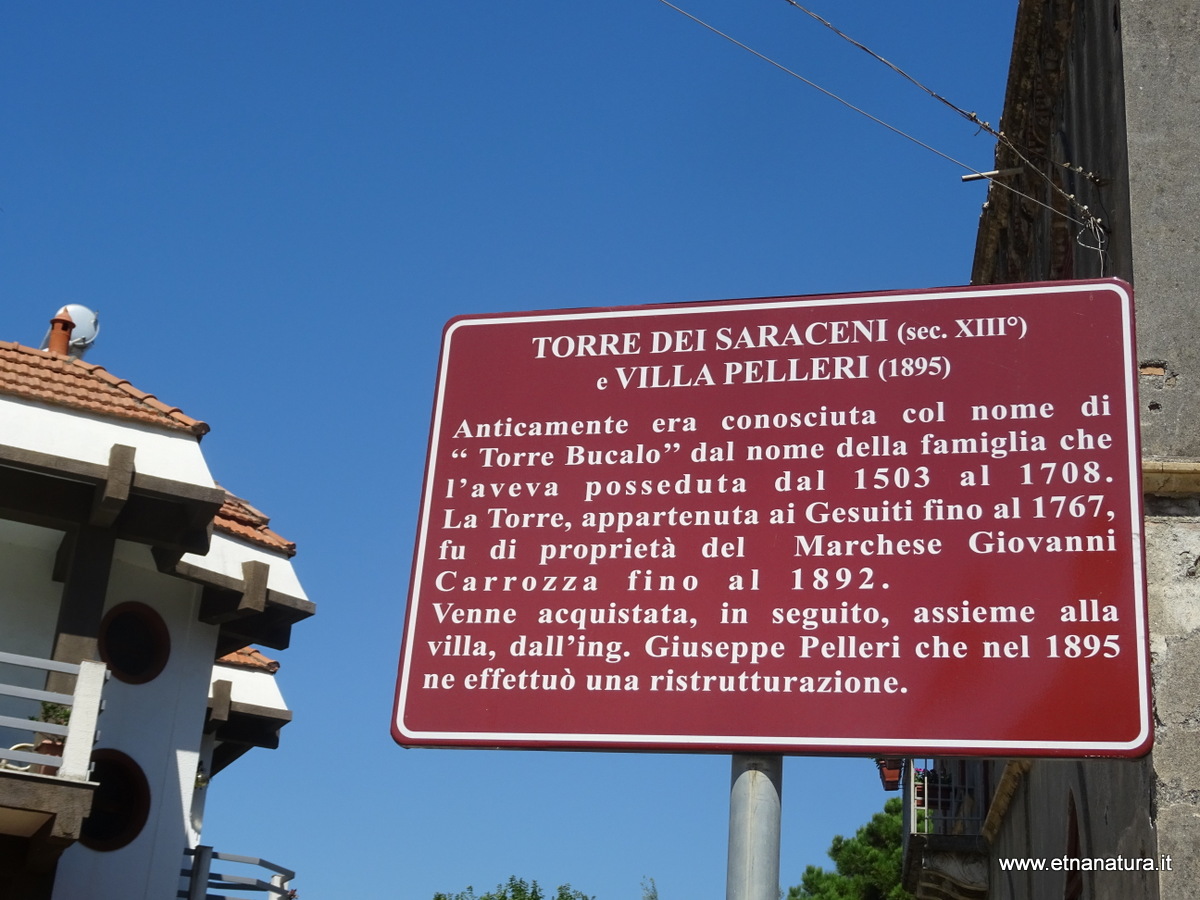 TORRE DEI SARACENI (sec. XIII°)
e VILLA PELLERI (1895)
Anticamente era conosciuta col nome di
“ Torre Bucalo” dal nome della famiglia che
l’aveva posseduta dal 1503 al 1708.
La Torre, appartenuta ai Gesuiti fino al 1767,
fu di proprietà del Marchese Giovanni
Carrozza fino al 1892.
Venne acquistata, in seguito, assieme alla
villa, dall’ing. Giuseppe Pelleri che nel 1895
ne effettuò una ristrutturazione.
www.etnanatura.it